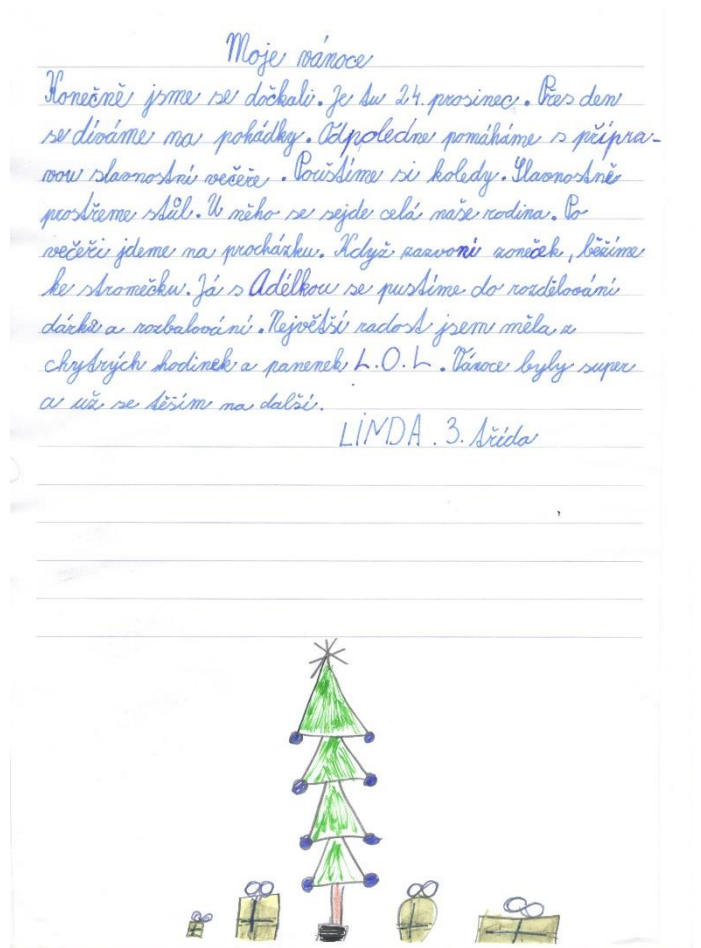 Moje vánoce
Konečně jsme se dočkali. Je tu 24. prosinec. Přes den
se díváme na pohádky. Odpoledne pomáháme s přípra-
vou slavnostní večeře. Pouštíme si koledy. Slavnostně
prostřeme stůl. U něho se sejde celá naše rodina. Po
večeři jdeme na procházku. Když zazvoní zoneček, běžíme
ke stromečku. Já s Adélkou se pustíme do rozdělování
dárků a rozbalování. Největší radost jsem měla z
chytrých hodinek a panenek L.O.L. Vánoce byly super
a už se těším na další.
LINDA. 3. třída